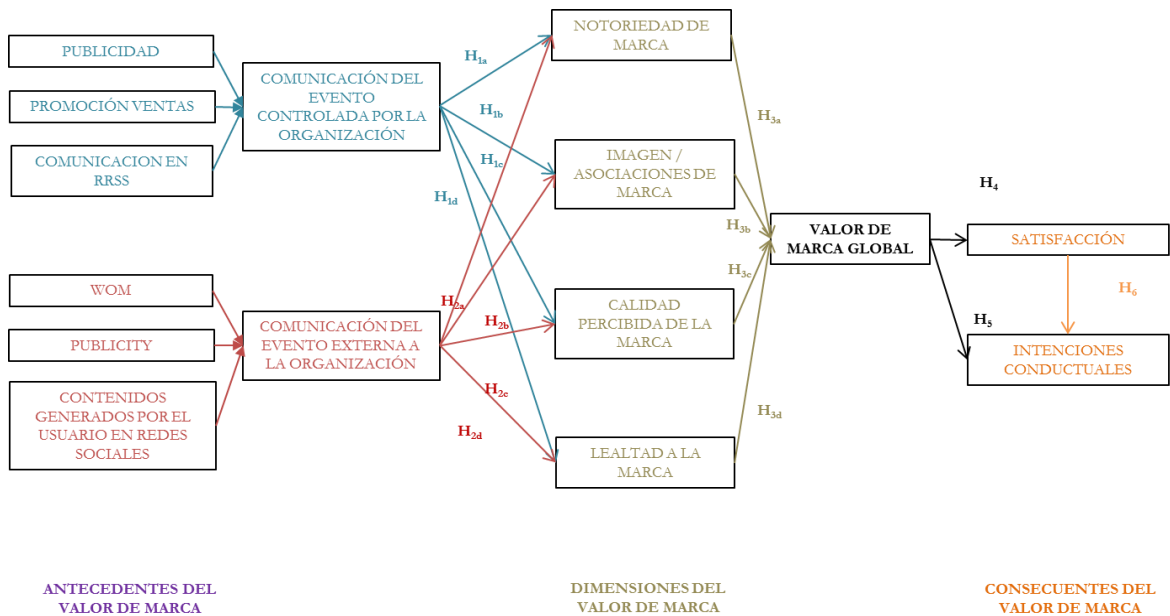 PUBLICIDAD
PROMOCIÓN VENTAS
COMUNICACION EN
RRSS
COMUNICACIÓN DEL
EVENTO
CONTROLADA POR LA
ORGANIZACIÓN
WOM
PUBLICITY
CONTENIDOS
GENERADOS POR EL
USUARIO EN REDES
SOCIALES
COMUNICACIÓN DEL
EVENTO EXTERNA A
LA ORGANIZACIÓN
H1a
H1b
H1c
H1d
H2a
H2b
H2c
H2d
NOTORIEDAD DE
MARCA
IMAGEN /
ASOCIACIONES DE
MARCA
CALIDAD
PERCIBIDA DE LA
MARCA
LEALTAD A LA
MARCA
H3a
H3b
H3c
H3d
VALOR DE
MARCA GLOBAL
H4
H5
SATISFACCIÓN
H6
INTENCIONES
CONDUCTUALES
ANTECEDENTES DEL
VALOR DE MARCA
DIMENSIONES DEL
VALOR DE MARCA
CONSECUENTES DEL
VALOR DE MARCA